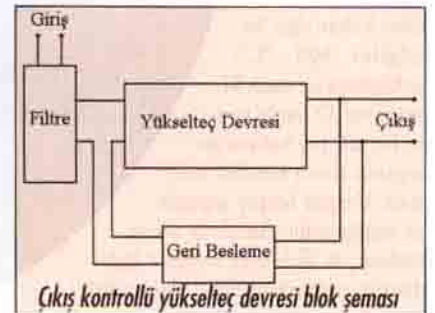 Giriş
Filtre
Yükselteç Devresi
Çıkış
Geri Besleme
Çıkış kontrollü yükselteç devresi blok şeması